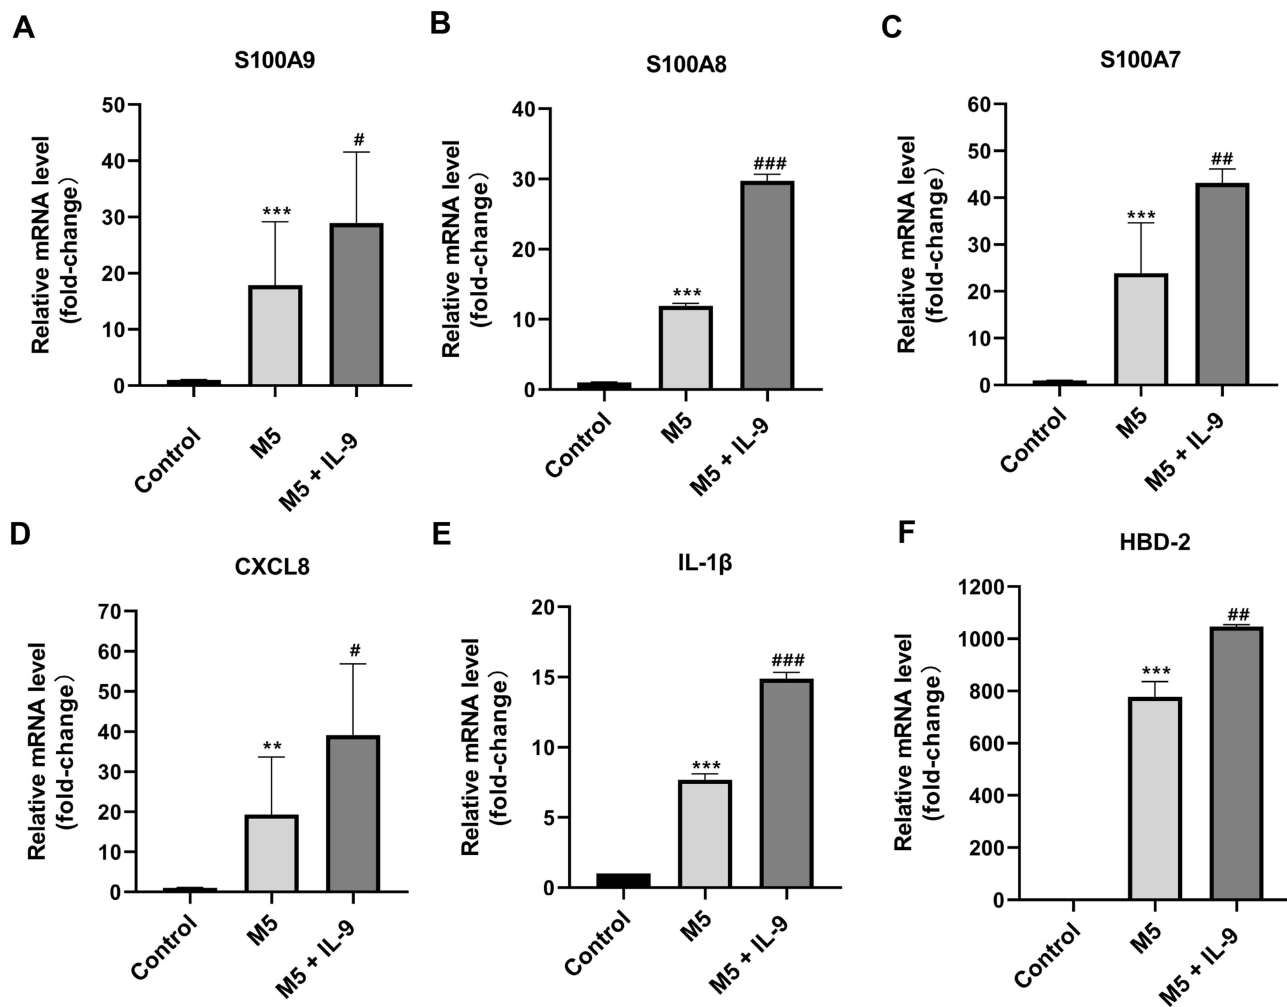 A
S100A9
Relative mRNA level
(fold-change)
50
40
30
20
10
0
***
#
Control
M5
M5 + IL-9
B
S100A8
Relative mRNA level
(fold-change)
40
30
20
10
0
***
###
Control
M5
M5 + IL-9
C
S100A7
Relative mRNA level
(fold-change)
60
50
40
30
20
10
0
***
##
Control
M5
M5 + IL-9
D
CXCL8
Relative mRNA level
(fold-change)
70
60
50
40
30
20
10
0
**
#
Control
M5
M5 + IL-9
E
IL-1β
Relative mRNA level
(fold-change)
20
15
10
5
0
***
###
Control
M5
M5 + IL-9
F
HBD-2
Relative mRNA level
(fold-change)
1200
1000
800
600
400
200
0
***
##
Control
M5
M5 + IL-9